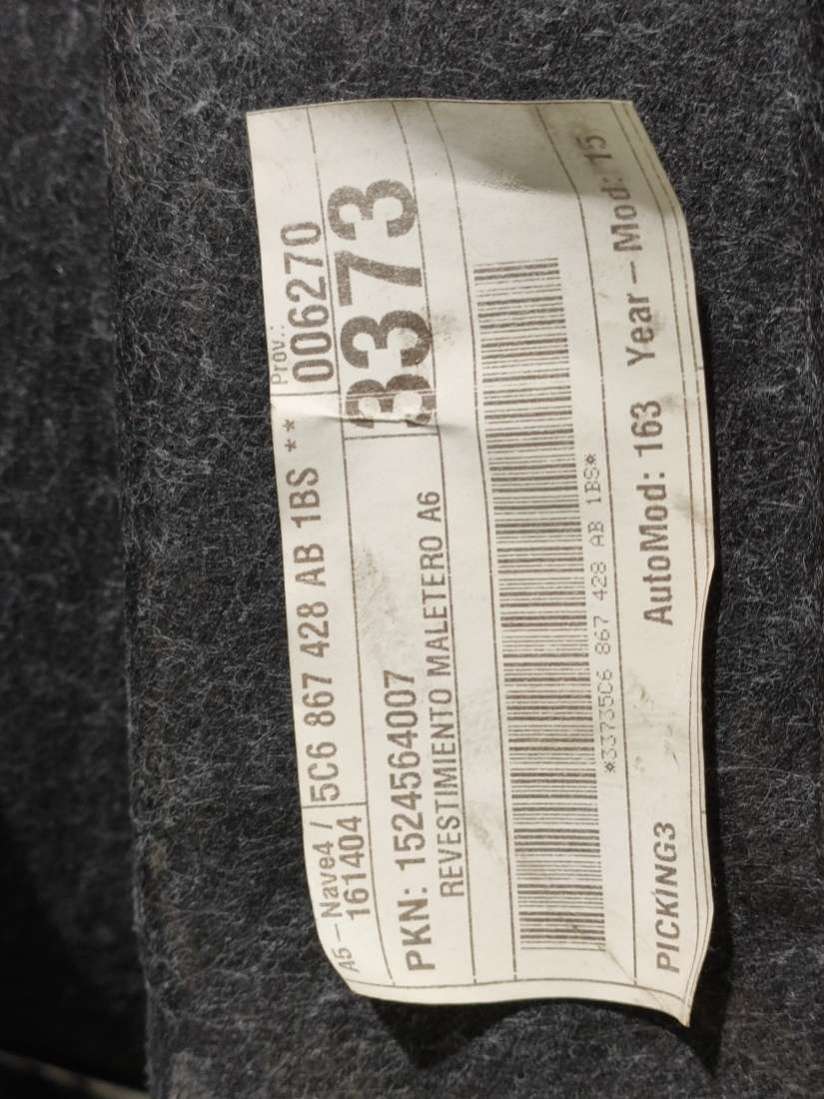 A5 - Nave4 /
161404
5C6 867 428 AB 1BS **
Prov.:
006270
3373
PKN: 1524564007
REVESTIMIENTO MALETERO A6
*33735C6 867 428 AB 1BS*
PICKING3 AutoMod: 163 Year - Mod: 15